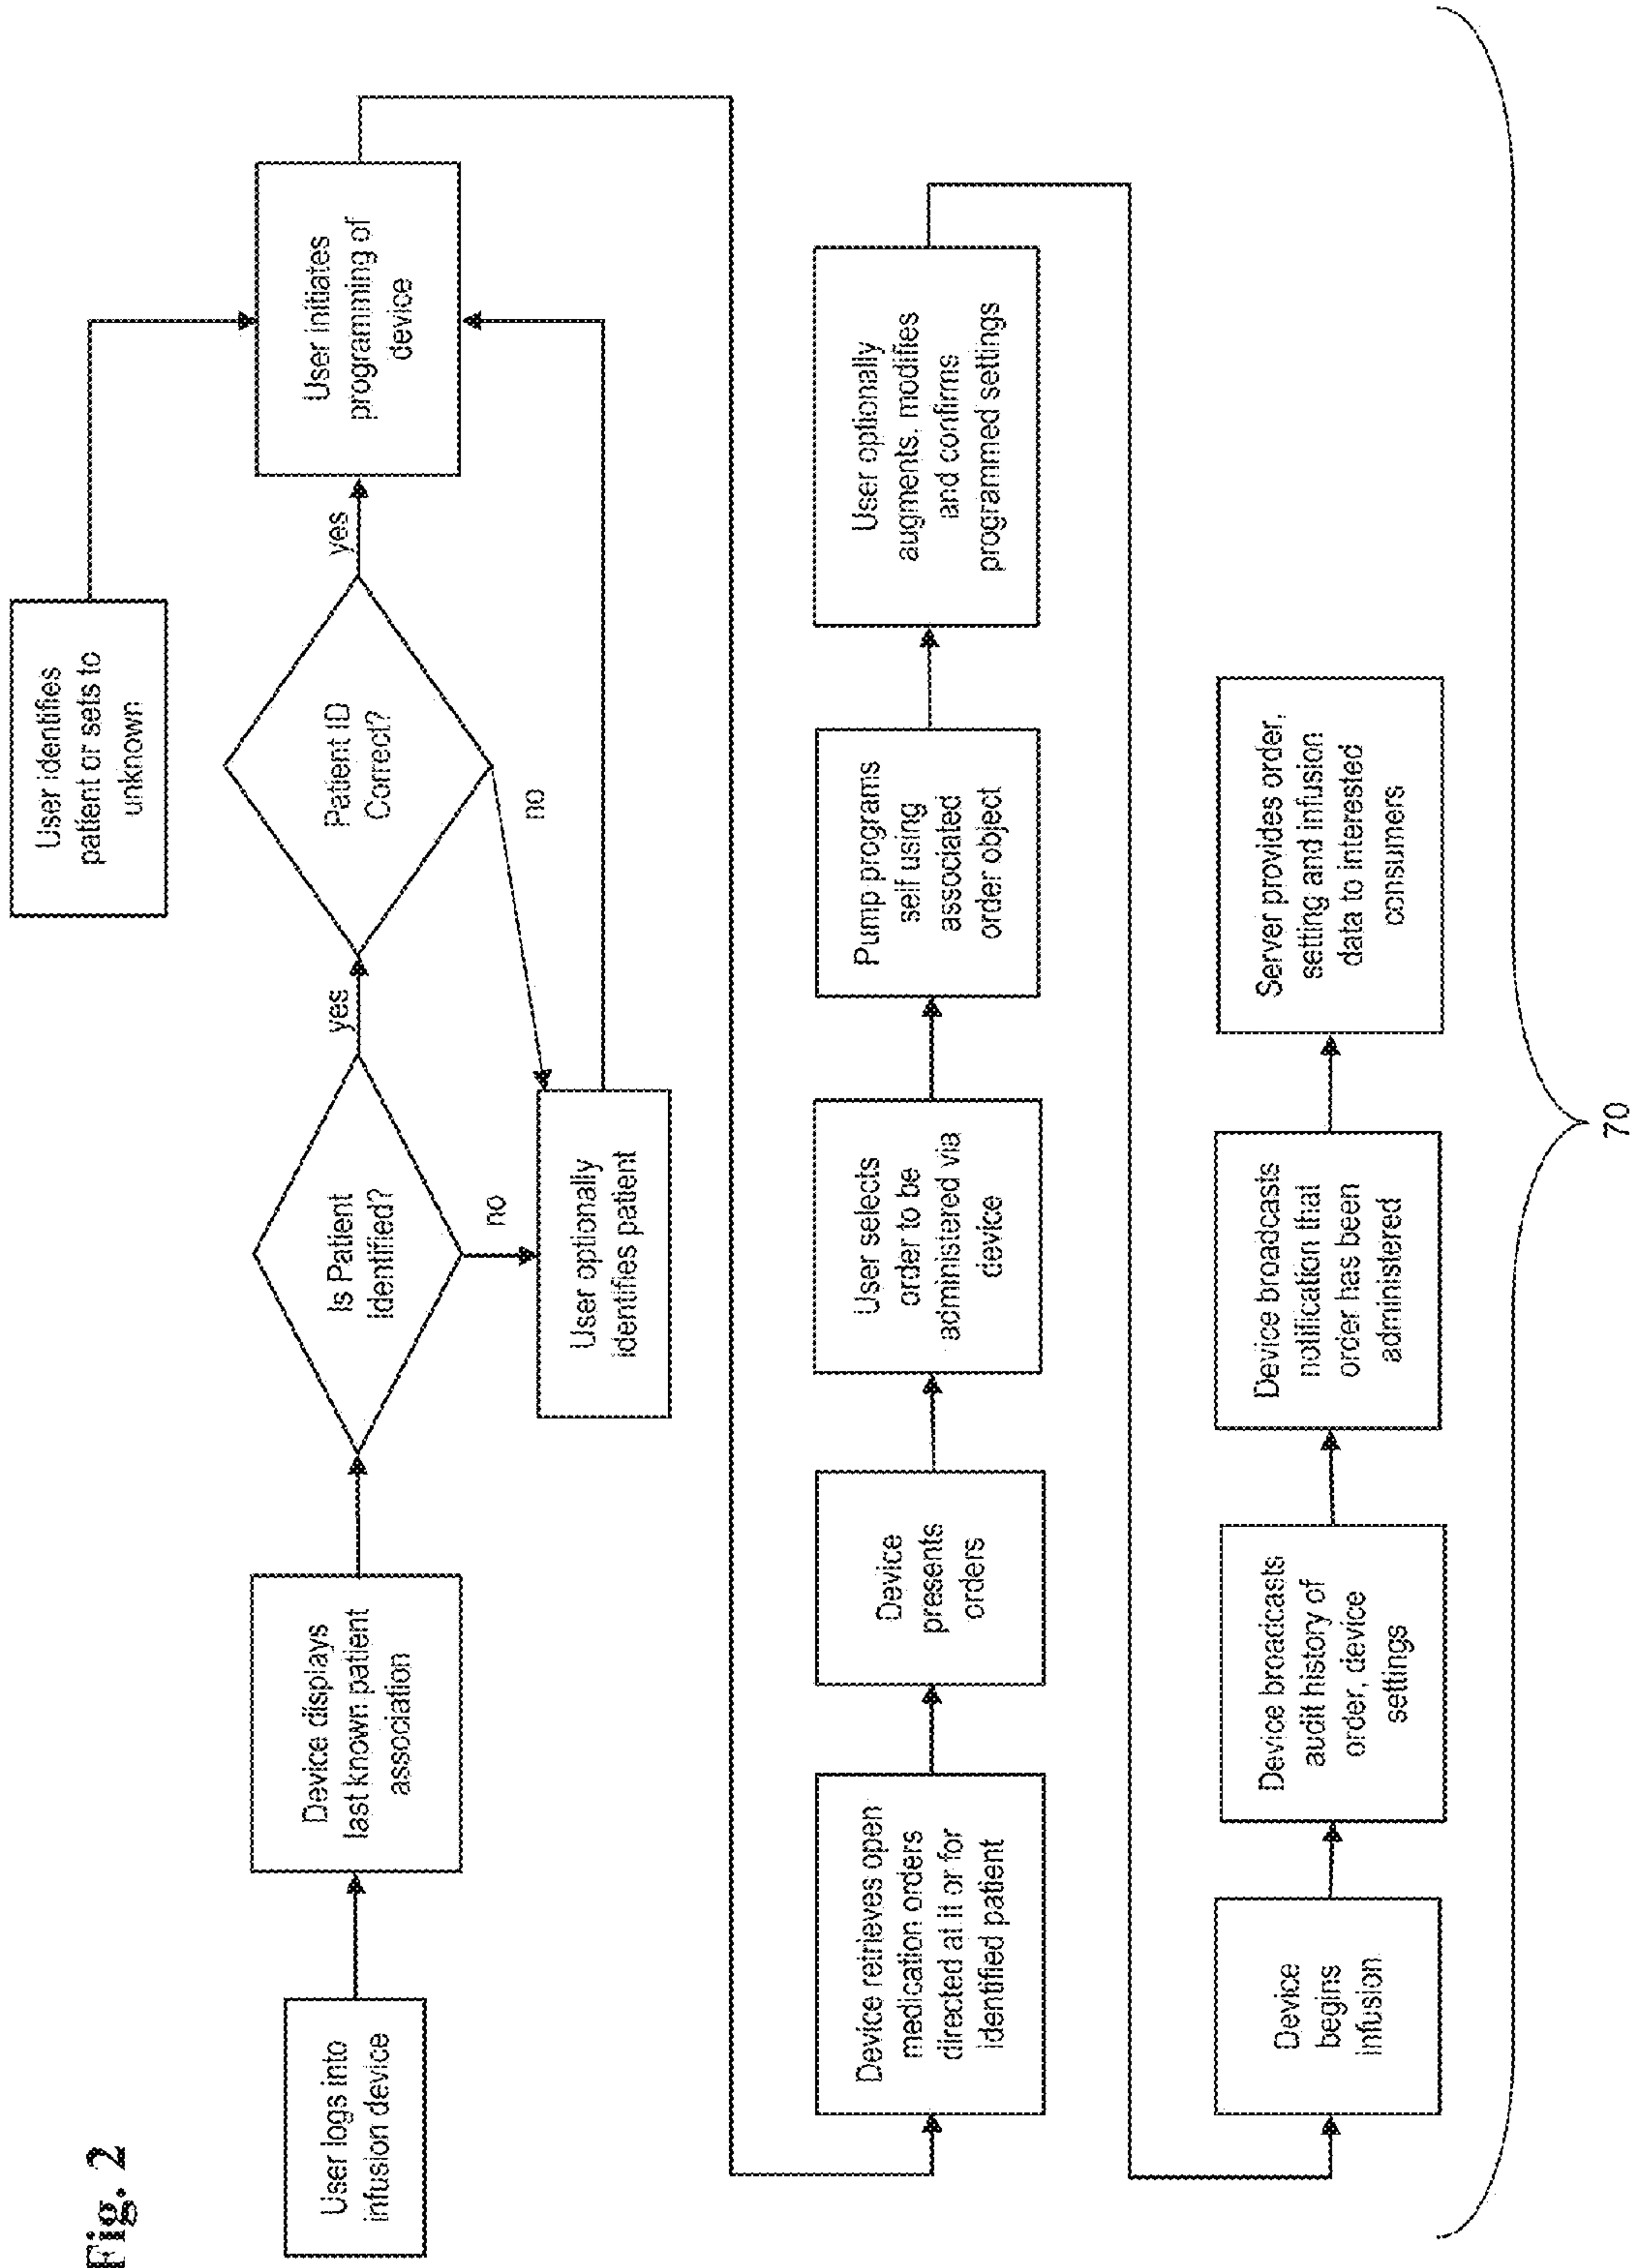 Fig. 2
User identifies
patient or sets to
unknown
User logs into
infusion device
Device displays
last known patient
association
Is Patient
Identified?
yes
no
Patient ID
Correct?
yes
no
User initiates
programming of
device
User optionally
identifies patient
Device retrieves open
medication orders
directed at it or for
identified patient
Device
presents
orders
User selects
order to be
administered via
device
Pump programs
self using
associated
order object
User optionally
augments, modifies
and confirms
programmed settings
Device
begins
infusion
Device broadcasts
audit history of
order, device
settings
Device broadcasts
notification that
order has been
administered
Server provides order,
setting and infusion
data to interested
consumers
70